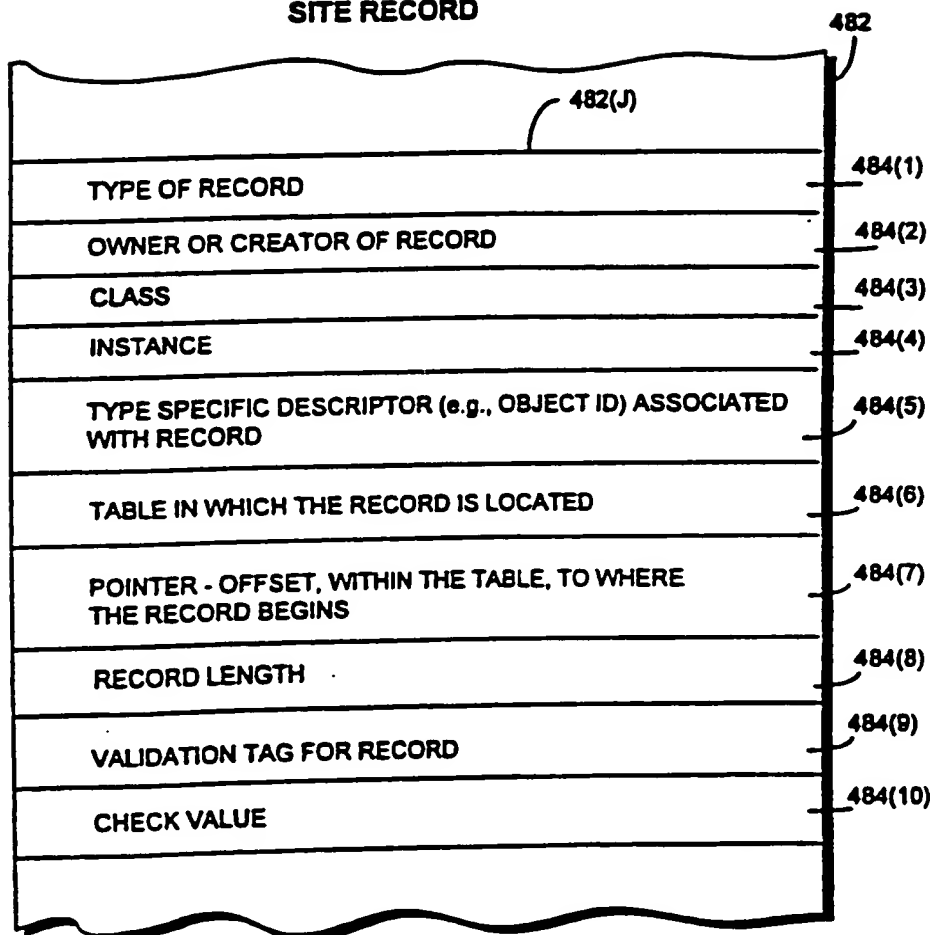 SITE RECORD
482
482(J)
TYPE OF RECORD
484(1)
OWNER OR CREATOR OF RECORD
484(2)
CLASS
484(3)
INSTANCE
484(4)
TYPE SPECIFIC DESCRIPTOR (e.g., OBJECT ID) ASSOCIATED
WITH RECORD
484(5)
TABLE IN WHICH THE RECORD IS LOCATED
484(6)
POINTER - OFFSET, WITHIN THE TABLE, TO WHERE
THE RECORD BEGINS
484(7)
RECORD LENGTH
484(8)
VALIDATION TAG FOR RECORD
484(9)
CHECK VALUE
484(10)